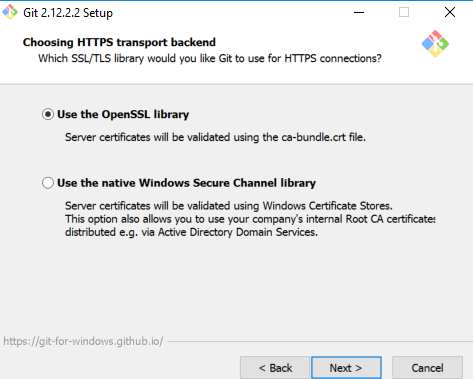 Git 2.12.2.2 Setup
Choosing HTTPS transport backend
Which SSL/TLS library would you like Git to use for HTTPS connections?
Use the OpenSSL library
Server certificates will be validated using the ca-bundle.crt file.
Use the native Windows Secure Channel library
Server certificates will be validated using Windows Certificate Stores.
This option also allows you to use your company's internal Root CA certificates
distributed e.g. via Active Directory Domain Services.
https://git-for-windows.github.io/
< Back
Next >
Cancel